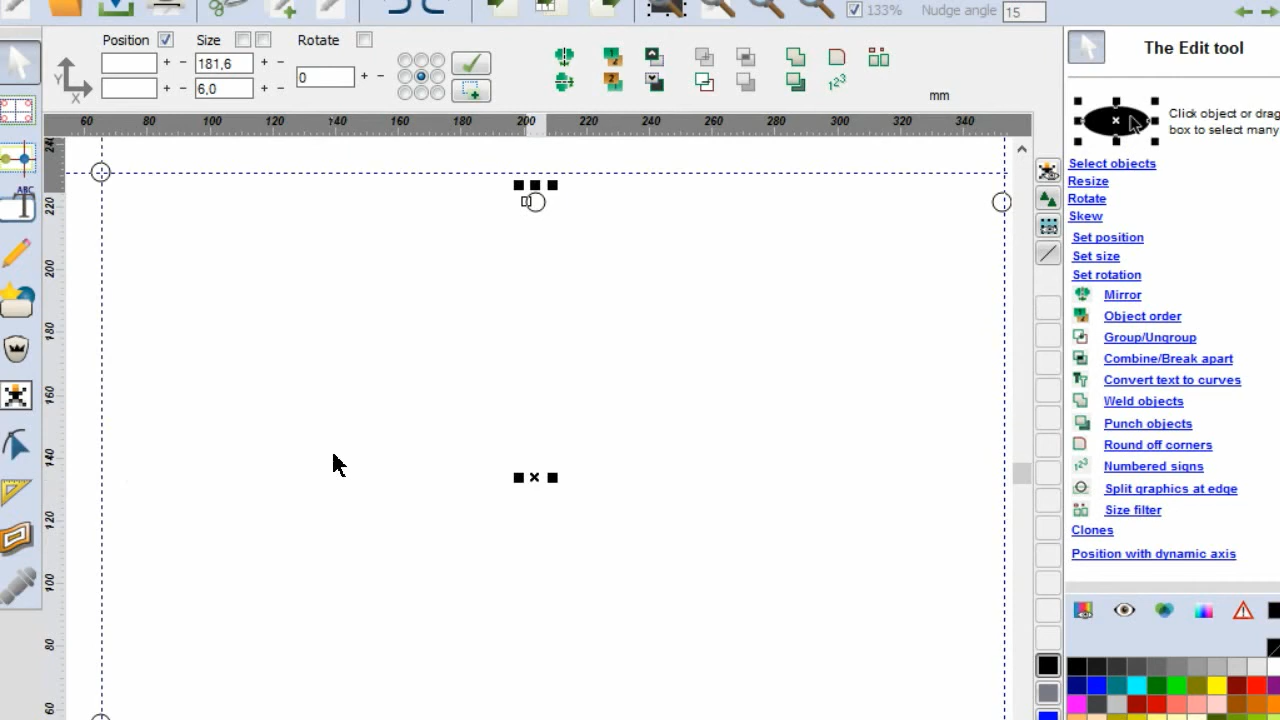 133% Nudge angle 15
Position Size Rotate
+ - 181,6 + -
+ - 6,0 + - 0 + -
Y X
mm
60 80 100 120 140 160 180 200 220 240 260 280 300 320 340
220
200
180
160
140
120
100
80
60
ABC
T
The Edit tool
Click object or drag
box to select many
Select objects
Resize
Rotate
Skew
Set position
Set size
Set rotation
Mirror
Object order
Group/Ungroup
Combine/Break apart
Convert text to curves
Weld objects
Punch objects
Round off corners
Numbered signs
Split graphics at edge
Size filter
Clones
Position with dynamic axis